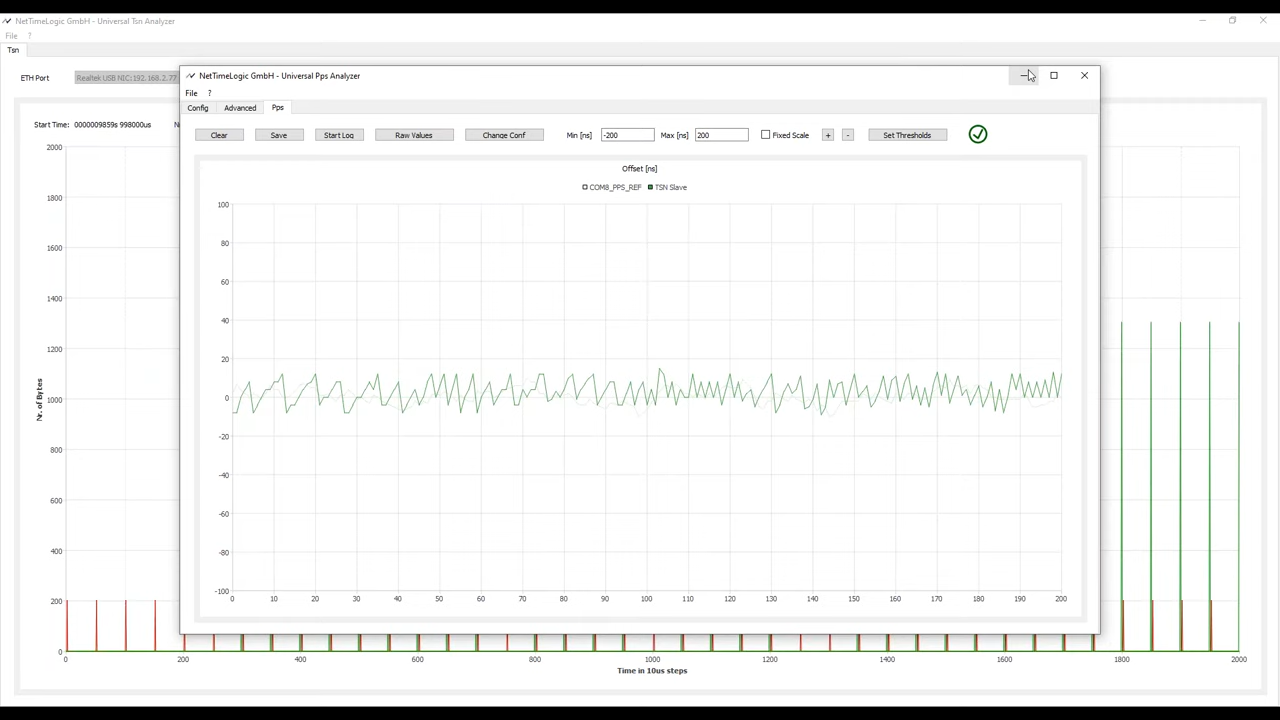 NetTimeLogic GmbH - Universal Tsn Analyzer
File ?
Tsn
ETH Port Realtek USB NIC:192.168.2.77
Start Time: 0000009859s 998000us
NetTimeLogic GmbH - Universal Pps Analyzer
File ?
Config Advanced Pps
Clear Save Start Log Raw Values Change Conf Min [ns] -200 Max [ns] 200 Fixed Scale + - Set Thresholds
Offset [ns]
COM8_PPS_REF TSN Slave
100
80
60
40
20
0
-20
-40
-60
-80
-100
0 10 20 30 40 50 60 70 80 90 100 110 120 130 140 150 160 170 180 190 200
Nr. of Bytes
2000
1800
1600
1400
1200
1000
800
600
400
200
0
0 200 400 600 800 1000 1200 1400 1600 1800 2000
Time in 10us steps